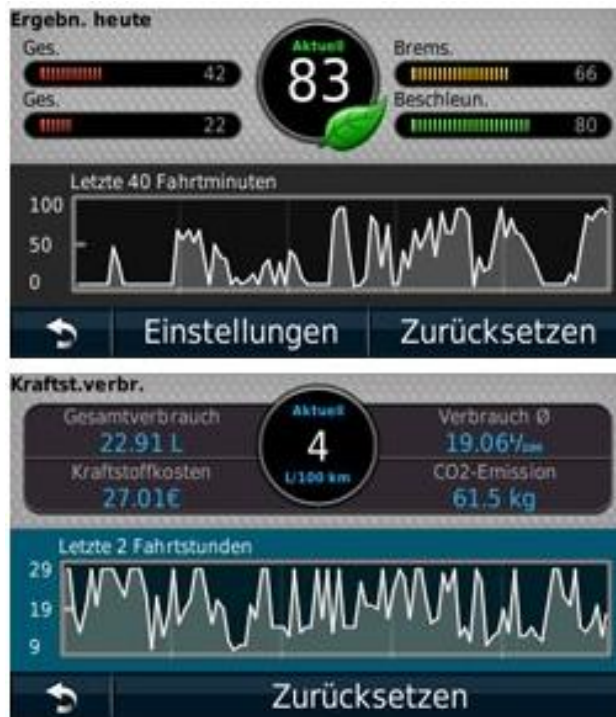 Ergebn. heute
Ges.
42
Ges.
22
Aktuell
83
Brems.
66
Beschleun.
80
Letzte 40 Fahrtminuten
100
50
0
Einstellungen
Zurücksetzen
Kraftst.verbr.
Gesamtverbrauch
22.91 L
Kraftstoffkosten
27.01€
Aktuell
4
L/100 km
Verbrauch Ø
19.06
CO2-Emission
61.5 kg
Letzte 2 Fahrtstunden
29
19
9
Zurücksetzen